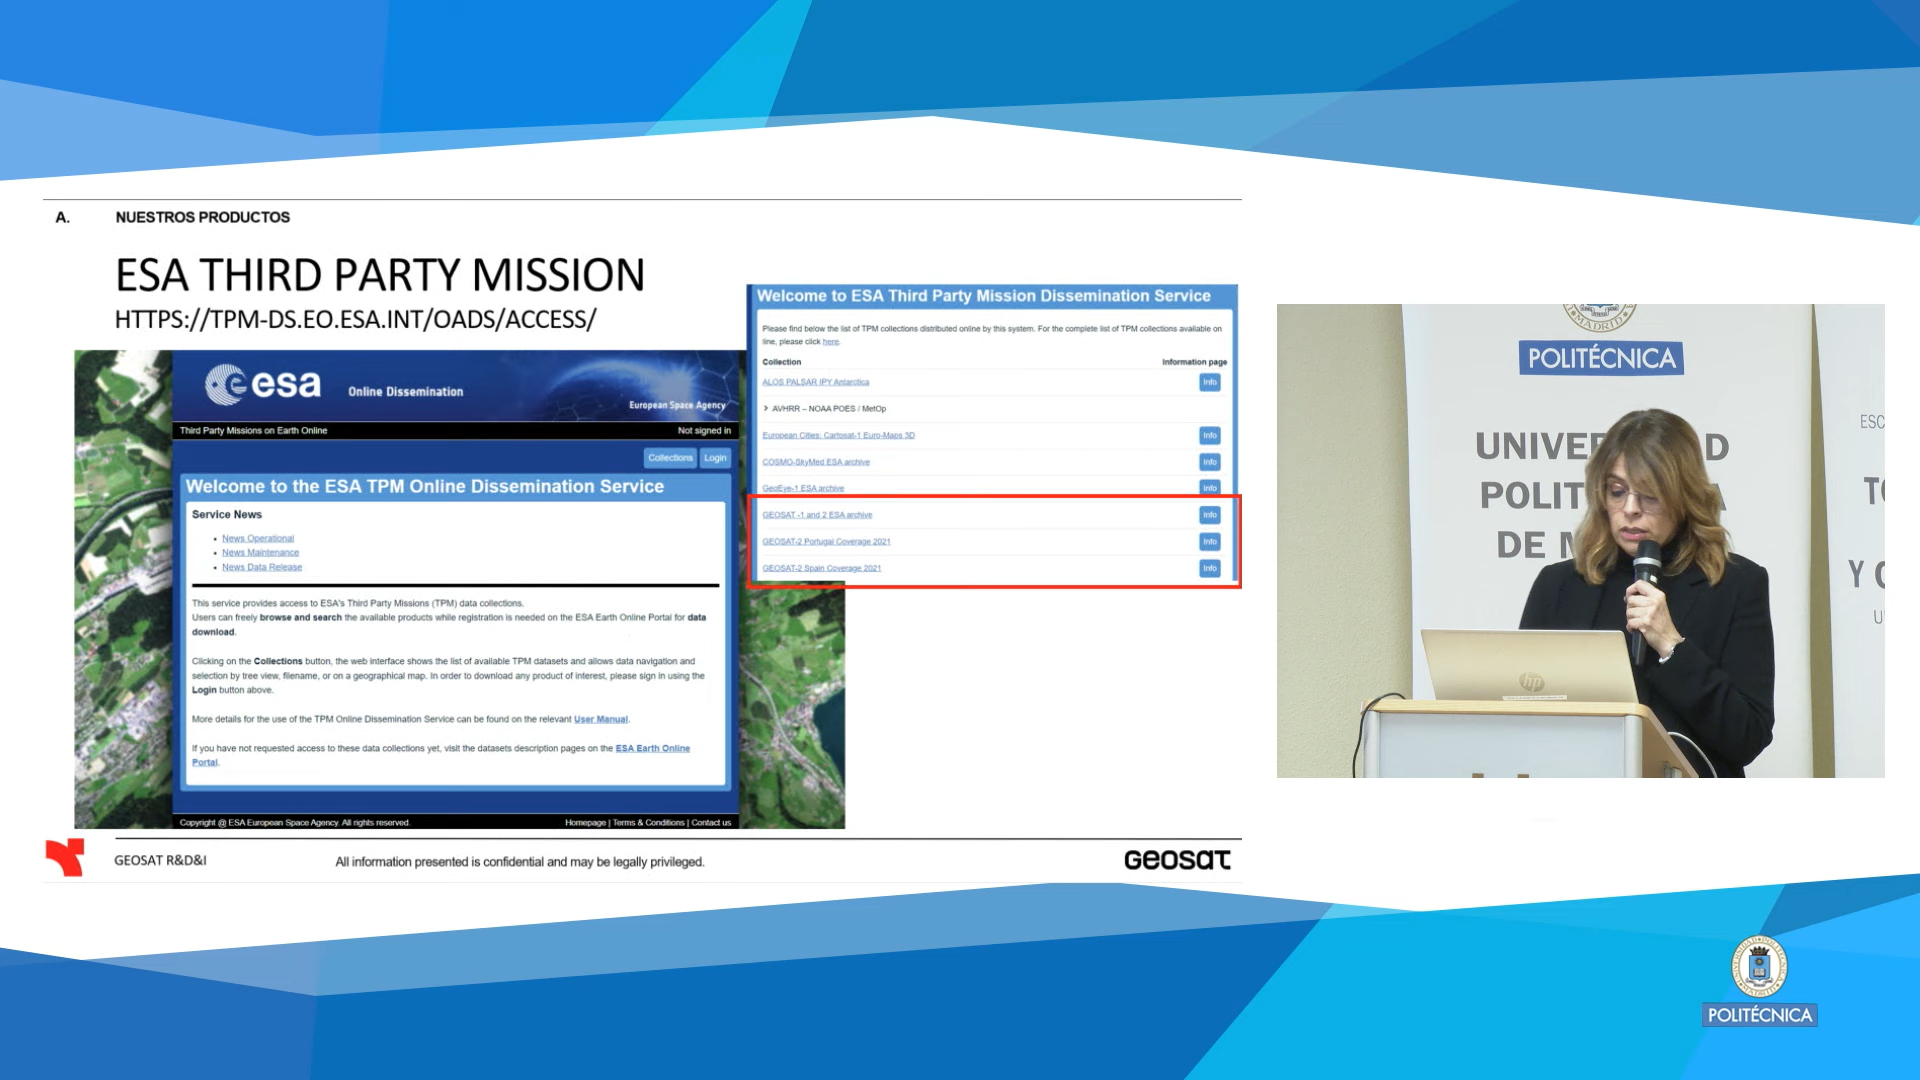 A. NUESTROS PRODUCTOS
ESA THIRD PARTY MISSION
HTTPS://TPM-DS.EO.ESA.INT/OADS/ACCESS/
esa
Online Dissemination
European Space Agency
Third Party Missions on Earth Online
Not signed in
Collections
Login
Welcome to the ESA TPM Online Dissemination Service
Service News
News Operational
News Maintenance
News Data Release
This service provides access to ESA's Third Party Missions (TPM) data collections.
Users can freely browse and search the available products while registration is needed on the ESA Earth Online Portal for data
download.
Clicking on the Collections button, the web interface shows the list of available TPM datasets and allows data navigation and
selection by tree view, filename, or on a geographical map. In order to download any product of interest, please sign in using the
Login button above.
More details for the use of the TPM Online Dissemination Service can be found on the relevant User Manual.
If you have not requested access to these data collections yet, visit the datasets description pages on the ESA Earth Online
Portal.
Copyright @ ESA European Space Agency. All rights reserved.
Homepage | Terms & Conditions | Contact us
Welcome to ESA Third Party Mission Dissemination Service
Please find below the list of TPM collections distributed online by this system. For the complete list of TPM collections available on
line, please click here.
Collection Information page
ALOS PALSAR IPY Antarctica Info
> AVHRR – NOAA POES / MetOp
European Cities: Cartosat-1 Euro-Maps 3D Info
COSMO-SkyMed ESA archive Info
GeoEye-1 ESA archive Info
GEOSAT -1 and 2 ESA archive Info
GEOSAT-2 Portugal Coverage 2021 Info
GEOSAT-2 Spain Coverage 2021 Info
GEOSAT R&D&I
All information presented is confidential and may be legally privileged.
GEOSAT
MADRID
POLITÉCNICA
UNIVE D
POLIT A
DE M
ESC
Y
U
hp
POLITÉCNICA